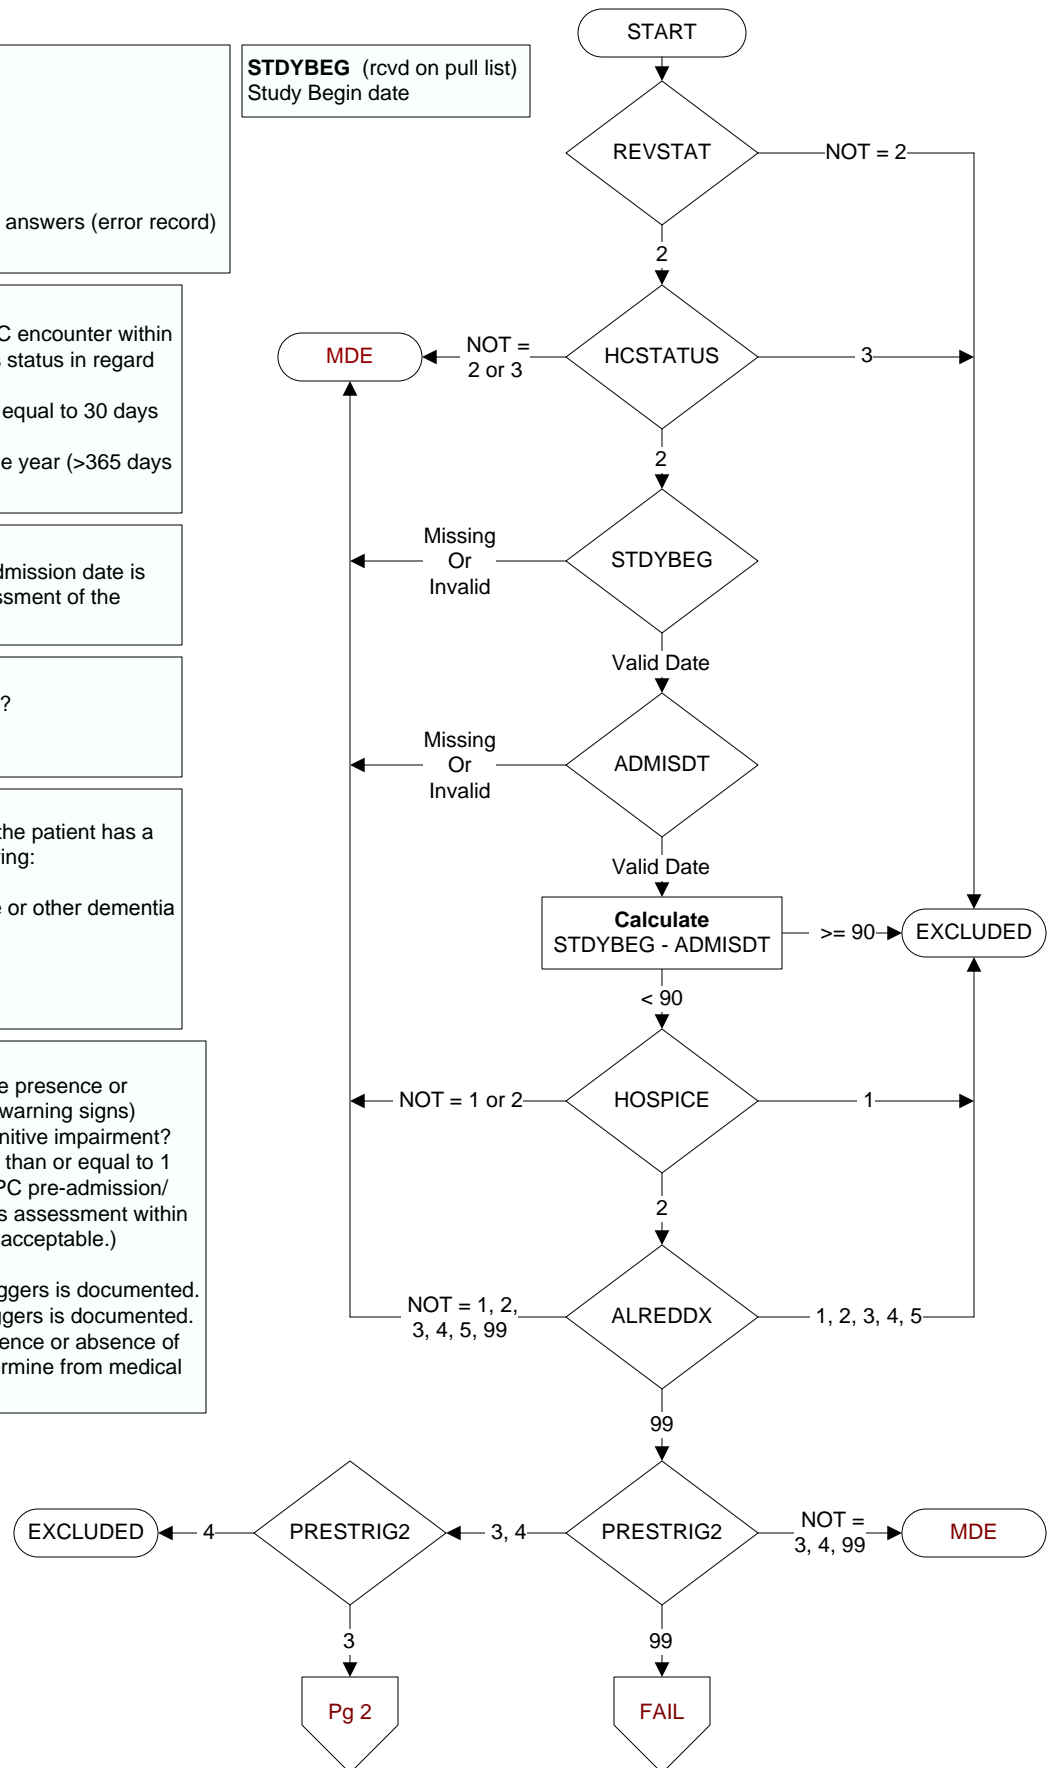 START
STDYBEG (rcvd on pull list)
Study Begin date
answers (error record)
REVSTAT
NOT = 2
2
C encounter within
s status in regard
equal to 30 days
e year (>365 days
MDE
NOT =
2 or 3
HCSTATUS
3
2
dmission date is
ssment of the
Missing
Or
Invalid
STDYBEG
Valid Date
?
Missing
Or
Invalid
ADMISDT
Valid Date
the patient has a
ing:
e or other dementia
Calculate
STDYBEG - ADMISDT
>= 90
EXCLUDED
< 90
e presence or
warning signs)
nitive impairment?
than or equal to 1
PC pre-admission/
s assessment within
acceptable.)
ggers is documented.
ggers is documented.
ence or absence of
ermine from medical
NOT = 1 or 2
HOSPICE
1
2
NOT = 1, 2,
3, 4, 5, 99
ALREDDX
1, 2, 3, 4, 5
99
EXCLUDED
4
PRESTRIG2
3, 4
PRESTRIG2
NOT =
3, 4, 99
MDE
3
99
Pg 2
FAIL